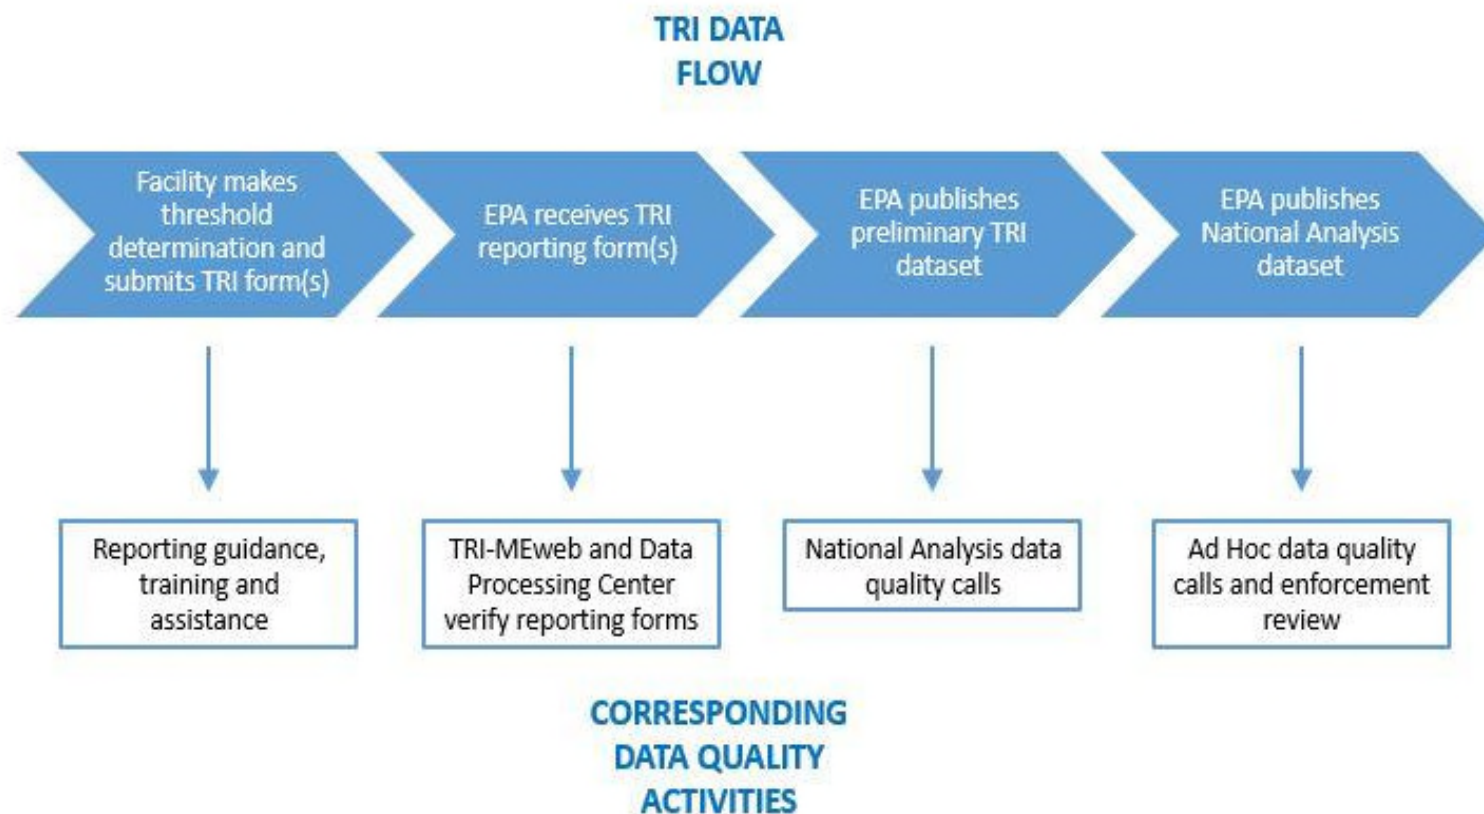 TRI DATA
FLOW
Facility makes
threshold
determination and
submits TRI form(s)
EPA receives TRI
reporting form(s)
EPA publishes
preliminary TRI
dataset
EPA publishes
National Analysis
dataset
Reporting guidance,
training and
assistance
TRI-MEweb and Data
Processing Center
verify reporting forms
National Analysis data
quality calls
Ad Hoc data quality
calls and enforcement
review
CORRESPONDING
DATA QUALITY
ACTIVITIES